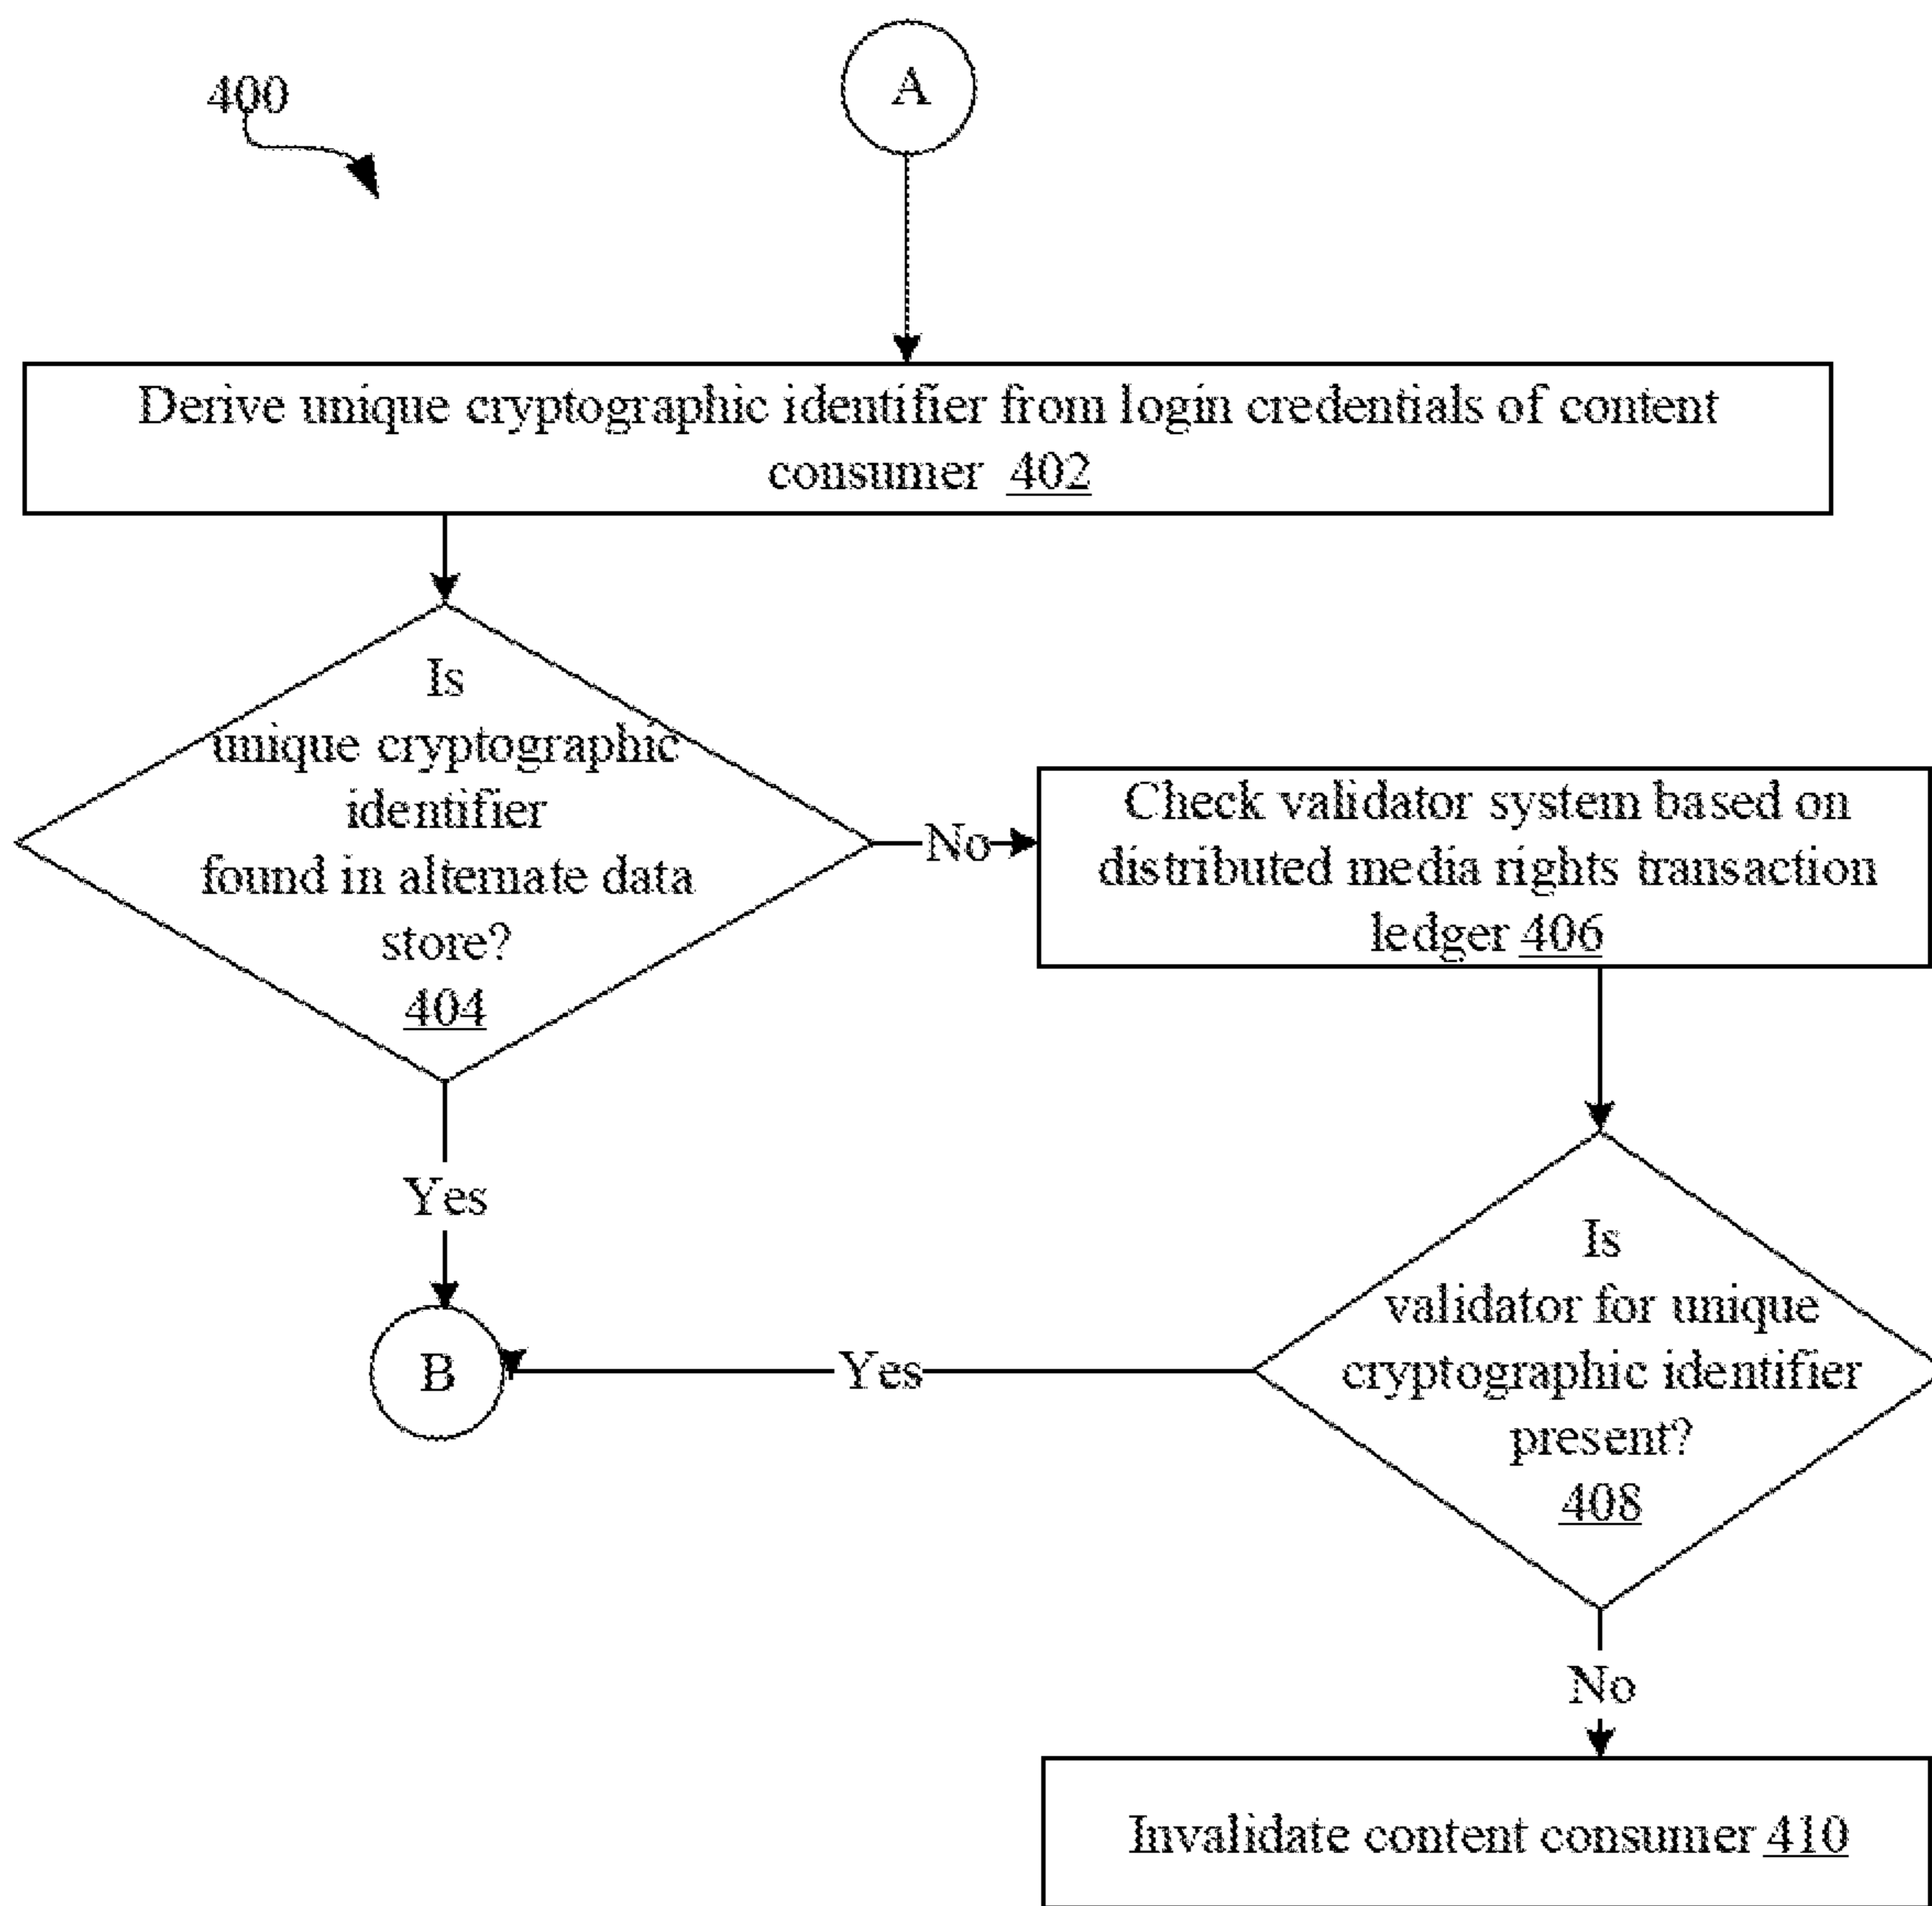 400
A
Derive unique cryptographic identifier from login credentials of content
consumer 402
Is
unique cryptographic
identifier
found in alternate data
store?
404
No
Check validator system based on
distributed media rights transaction
ledger 406
Yes
Is
validator for unique
cryptographic identifier
present?
408
B
Yes
No
Invalidate content consumer 410